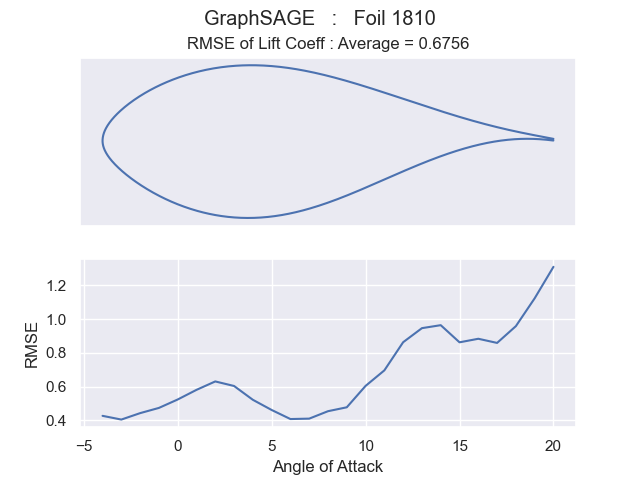 GraphSAGE   :   Foil 1810
RMSE of Lift Coeff : Average = 0.6756
1.2
1.0
0.8
0.6
0.4
RMSE
−5 0 5 10 15 20
Angle of Attack